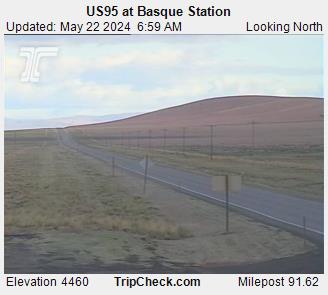 US95 at Basque Station
Updated: May 22 2024 6:59 AM Looking North
Elevation 4460 TripCheck.com Milepost 91.62